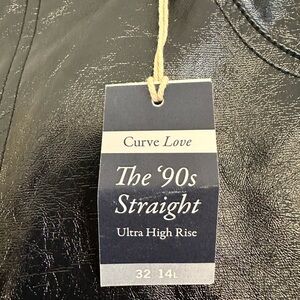 Curve Love
The ‘90s
Straight
Ultra High Rise
32 14L